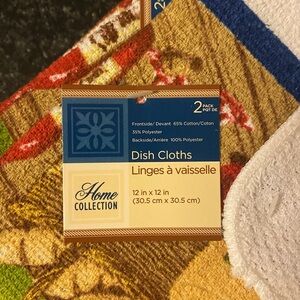 2 PACK
PQT DE
Frontside/ Devant 65% Cotton/Coton
35% Polyester
Backside/Arrière 100% Polyester
Dish Cloths
Linges à vaisselle
Home
COLLECTION
12 in x 12 in
(30.5 cm x 30.5 cm)